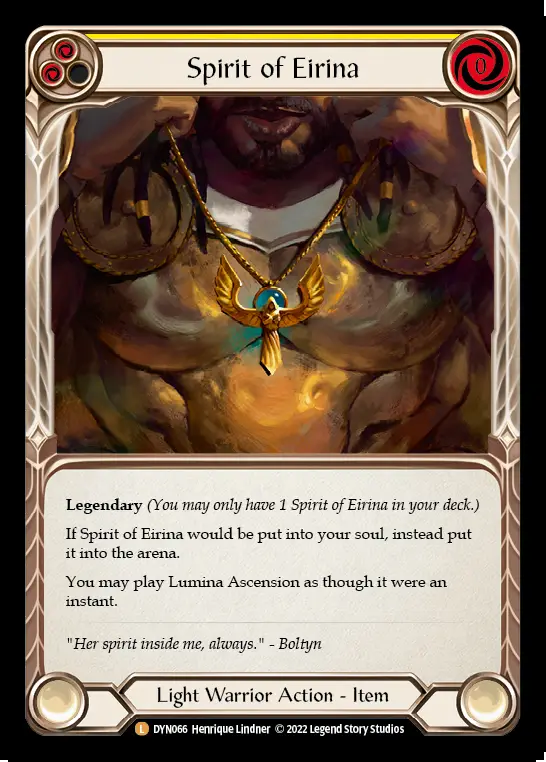 Spirit of Eirina
0
Legendary (You may only have 1 Spirit of Eirina in your deck.)
If Spirit of Eirina would be put into your soul, instead put
it into the arena.
You may play Lumina Ascension as though it were an
instant.
"Her spirit inside me, always." - Boltyn
Light Warrior Action - Item
L DYN066 Henrique Lindner © 2022 Legend Story Studios